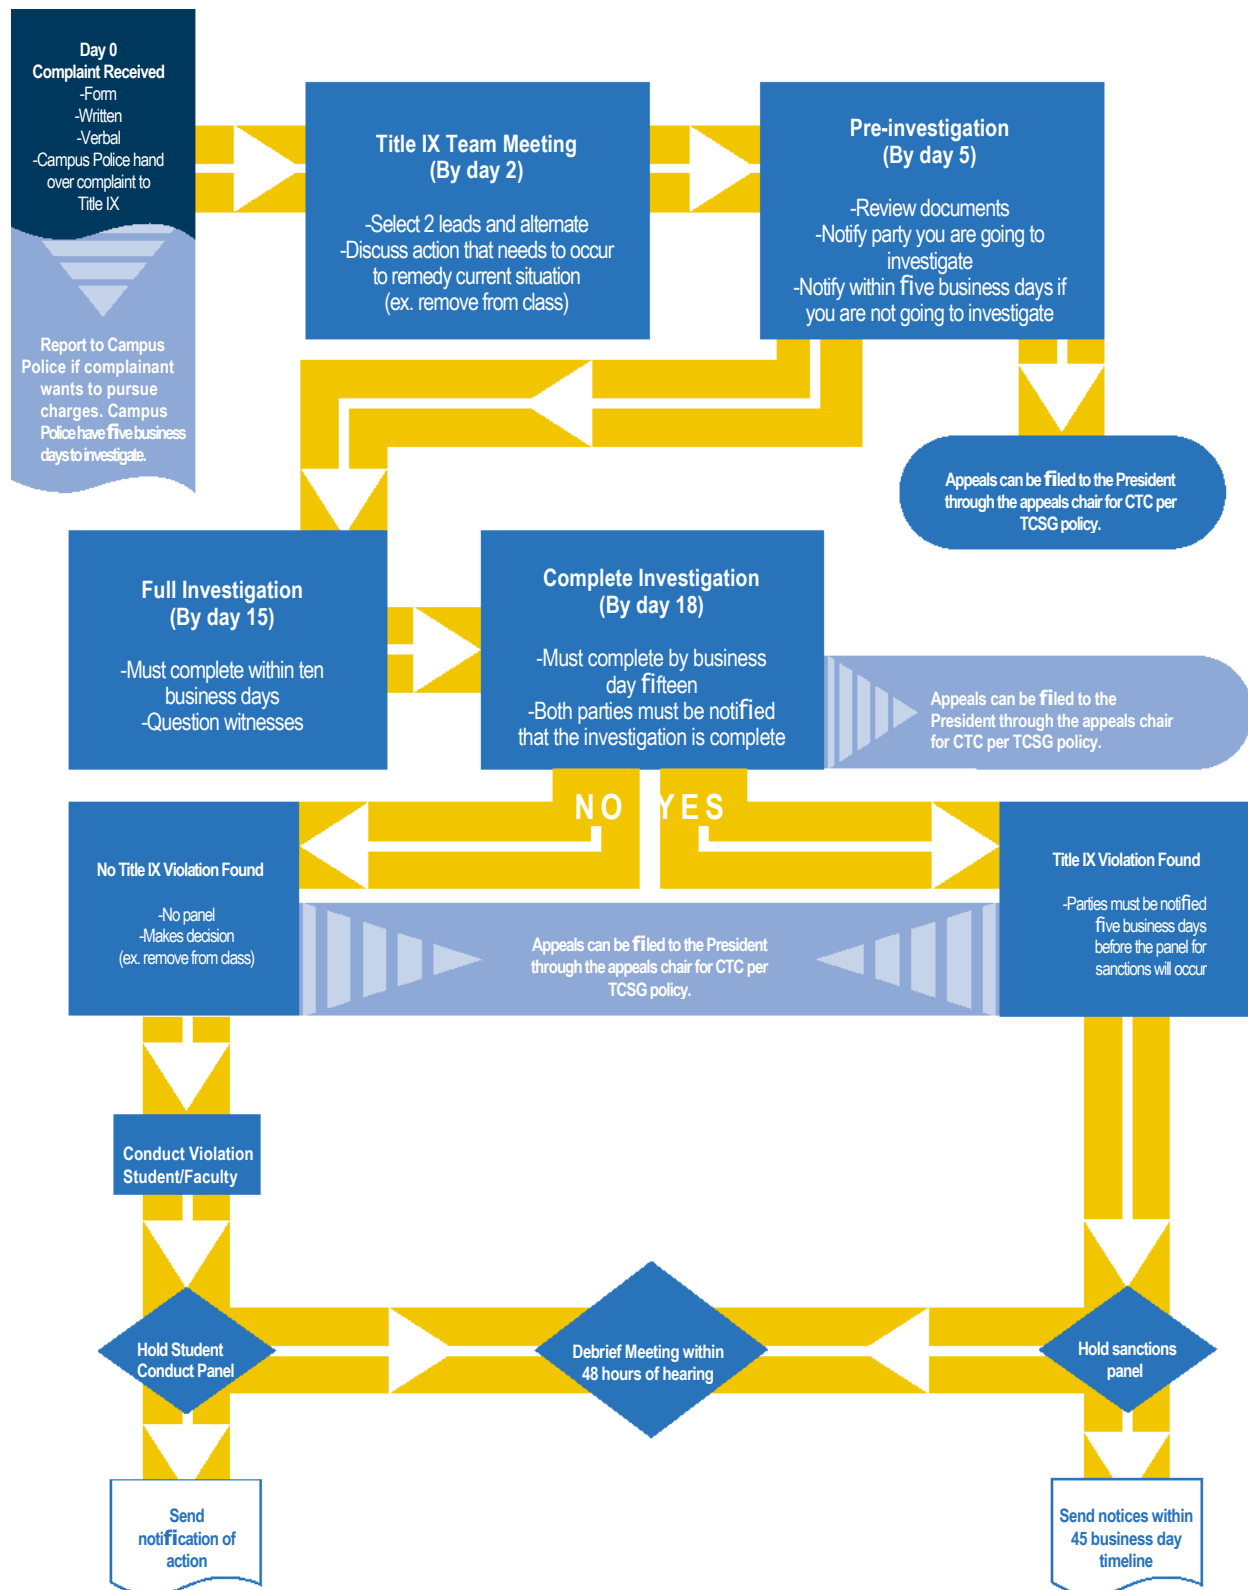 Day 0
Complaint Received
-Form
-Written
-Verbal
-Campus Police hand
over complaint to
Title IX
Report to Campus
Police if complainant
wants to pursue
charges. Campus
Police have five business
days to investigate.
Title IX Team Meeting
(By day 2)
-Select 2 leads and alternate
-Discuss action that needs to occur
to remedy current situation
(ex. remove from class)
Pre-investigation
(By day 5)
-Review documents
-Notify party you are going to
investigate
-Notify within five business days if
you are not going to investigate
Appeals can be filed to the President
through the appeals chair for CTC per
TCSG policy.
Full Investigation
(By day 15)
-Must complete within ten
business days
-Question witnesses
Complete Investigation
(By day 18)
-Must complete by business
day fifteen
-Both parties must be notified
that the investigation is complete
Appeals can be filed to the
President through the appeals chair
for CTC per TCSG policy.
NO YES
No Title IX Violation Found
-No panel
-Makes decision
(ex. remove from class)
Appeals can be filed to the President
through the appeals chair for CTC per
TCSG policy.
Title IX Violation Found
-Parties must be notified
five business days
before the panel for
sanctions will occur
Conduct Violation
Student/Faculty
Hold Student
Conduct Panel
Debrief Meeting within
48 hours of hearing
Hold sanctions
panel
Send
notification of
action
Send notices within
45 business day
timeline